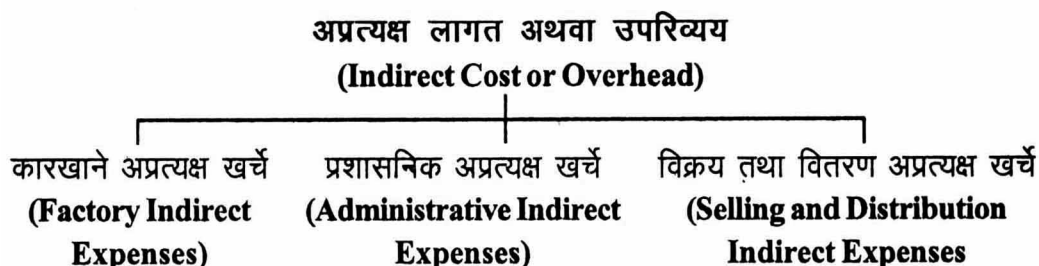 अप्रत्यक्ष लागत अथवा उपरिव्यय
(Indirect Cost or Overhead)
कारखाने अप्रत्यक्ष खर्चे
(Factory Indirect
Expenses)
प्रशासनिक अप्रत्यक्ष खर्चे
(Administrative Indirect
Expenses)
विक्रय तथा वितरण अप्रत्यक्ष खर्चे
(Selling and Distribution
Indirect Expenses